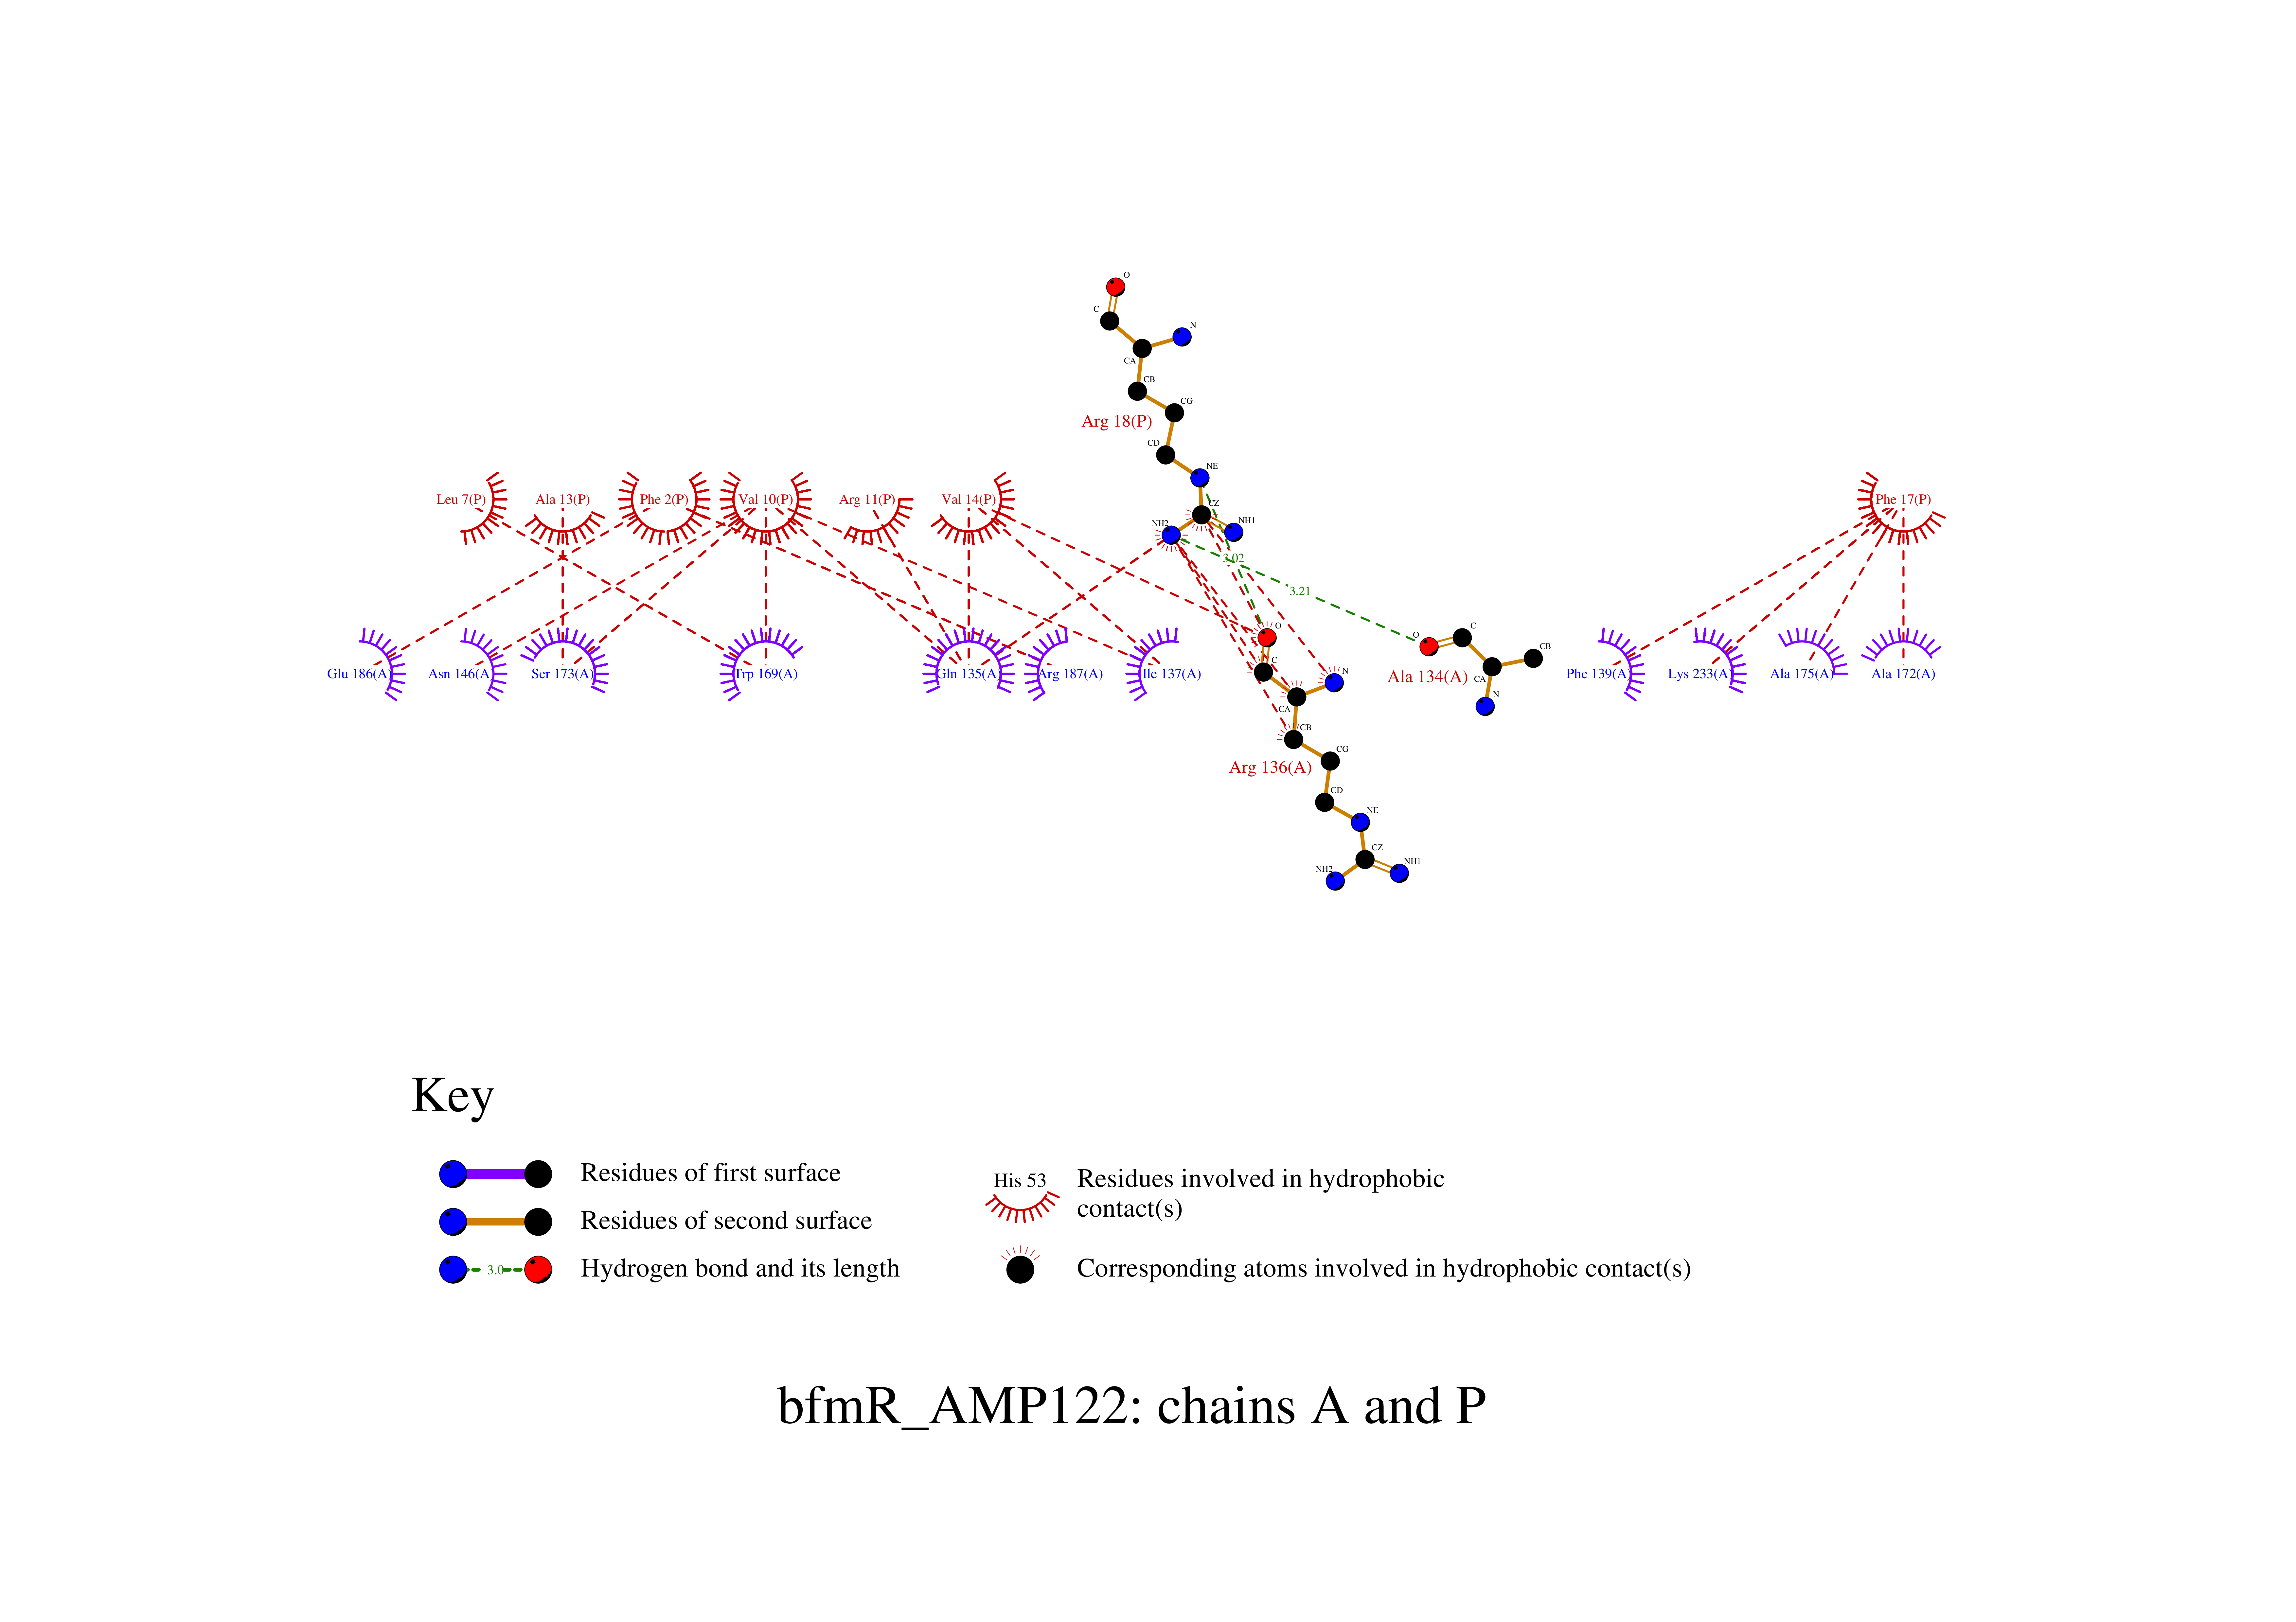 O
C
N
CA
CB
CG
Arg 18(P)
CD
NE
Leu 7(P) Ala 13(P) Phe 2(P) Val 10(P) Arg 11(P) Val 14(P) Phe 17(P)
CZ
NH2 NH1
3.02
3.21
O
O C
CB
C
N
Glu 186(A) Asn 146(A) Ser 173(A) Trp 169(A) Gln 135(A) Arg 187(A) Ile 137(A) Ala 134(A) CA Phe 139(A) Lys 233(A) Ala 175(A) Ala 172(A)
N
CA
CB
CG
Arg 136(A)
CD
NE
CZ
NH2 NH1
Key
Residues of first surface
Residues of second surface
3.0 Hydrogen bond and its length
His 53 Residues involved in hydrophobic
contact(s)
Corresponding atoms involved in hydrophobic contact(s)
bfmR_AMP122: chains A and P